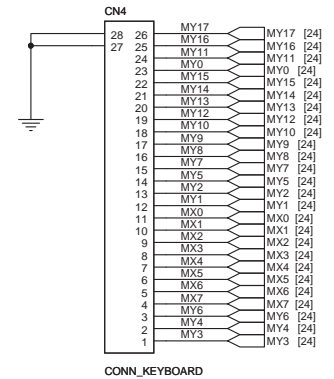 CN4
28 26 MY17 MY17 [24]
27 25 MY16 MY16 [24]
24 MY11 MY11 [24]
23 MY0 MY0 [24]
22 MY15 MY15 [24]
21 MY14 MY14 [24]
20 MY13 MY13 [24]
19 MY12 MY12 [24]
18 MY10 MY10 [24]
17 MY9 MY9 [24]
16 MY8 MY8 [24]
15 MY7 MY7 [24]
14 MY5 MY5 [24]
13 MY2 MY2 [24]
12 MY1 MY1 [24]
11 MX0 MX0 [24]
10 MX1 MX1 [24]
9 MX2 MX2 [24]
8 MX3 MX3 [24]
7 MX4 MX4 [24]
6 MX5 MX5 [24]
5 MX6 MX6 [24]
4 MX7 MX7 [24]
3 MY6 MY6 [24]
2 MY4 MY4 [24]
1 MY3 MY3 [24]
CONN_KEYBOARD